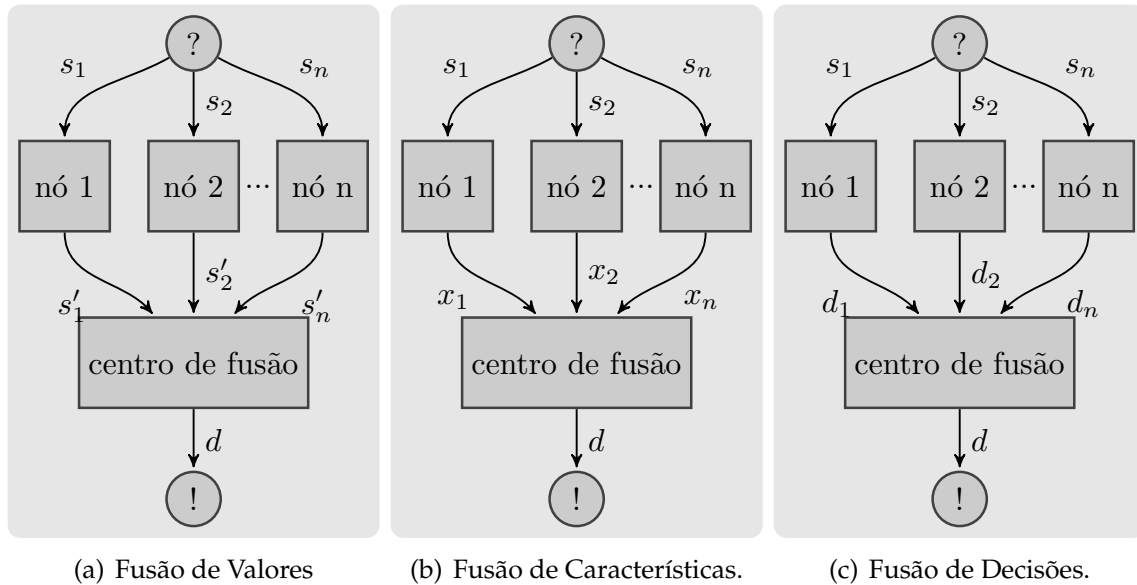 ?
s₁
sₙ
s₂
nó 1
nó 2
...
nó n
s′₂
s′₁
s′ₙ
centro de fusão
d
!
(a) Fusão de Valores
?
s₁
sₙ
s₂
nó 1
nó 2
...
nó n
x₂
x₁
xₙ
centro de fusão
d
!
(b) Fusão de Características.
?
s₁
sₙ
s₂
nó 1
nó 2
...
nó n
d₂
d₁
dₙ
centro de fusão
d
!
(c) Fusão de Decisões.